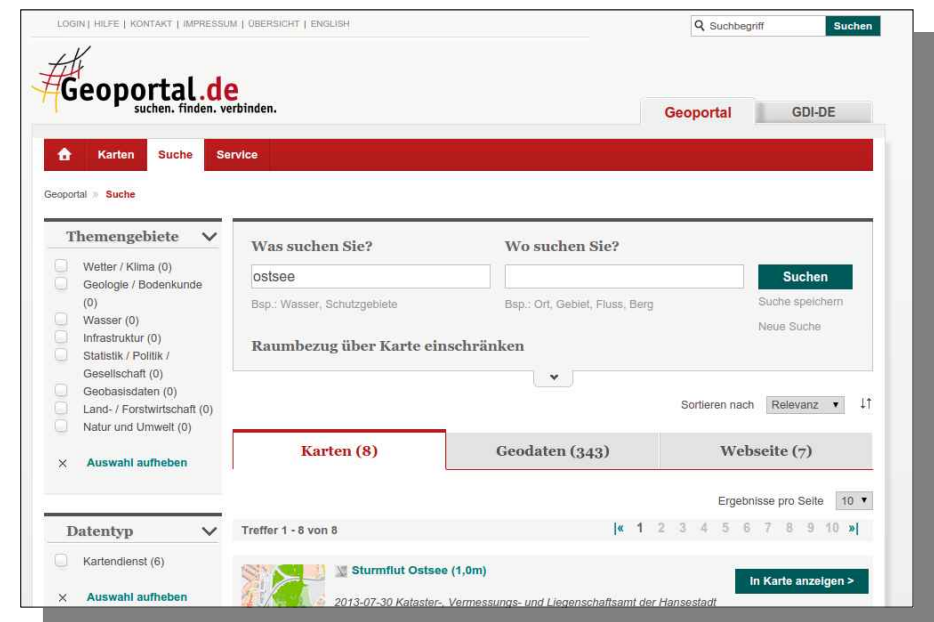 LOGIN | HILFE | KONTAKT | IMPRESSUM | ÜBERSICHT | ENGLISH
Suchbegriff
Suchen
Geoportal.de
suchen. finden. verbinden.
Geoportal
GDI-DE
Karten Suche Service
Geoportal » Suche
Themengebiete
Wetter / Klima (0)
Geologie / Bodenkunde
(0)
Wasser (0)
Infrastruktur (0)
Statistik / Politik /
Gesellschaft (0)
Geobasisdaten (0)
Land- / Forstwirtschaft (0)
Natur und Umwelt (0)
× Auswahl aufheben
Datentyp
Kartendienst (6)
× Auswahl aufheben
Was suchen Sie?
ostsee
Bsp.: Wasser, Schutzgebiete
Wo suchen Sie?
Bsp.: Ort, Gebiet, Fluss, Berg
Suchen
Suche speichern
Neue Suche
Raumbezug über Karte einschränken
Sortieren nach Relevanz
Karten (8)
Geodaten (343)
Webseite (7)
Ergebnisse pro Seite 10
Treffer 1 - 8 von 8
|« 1 2 3 4 5 6 7 8 9 10 »|
Sturmflut Ostsee (1,0m)
In Karte anzeigen >
2013-07-30 Kataster-, Vermessungs- und Liegenschaftsamt der Hansestadt